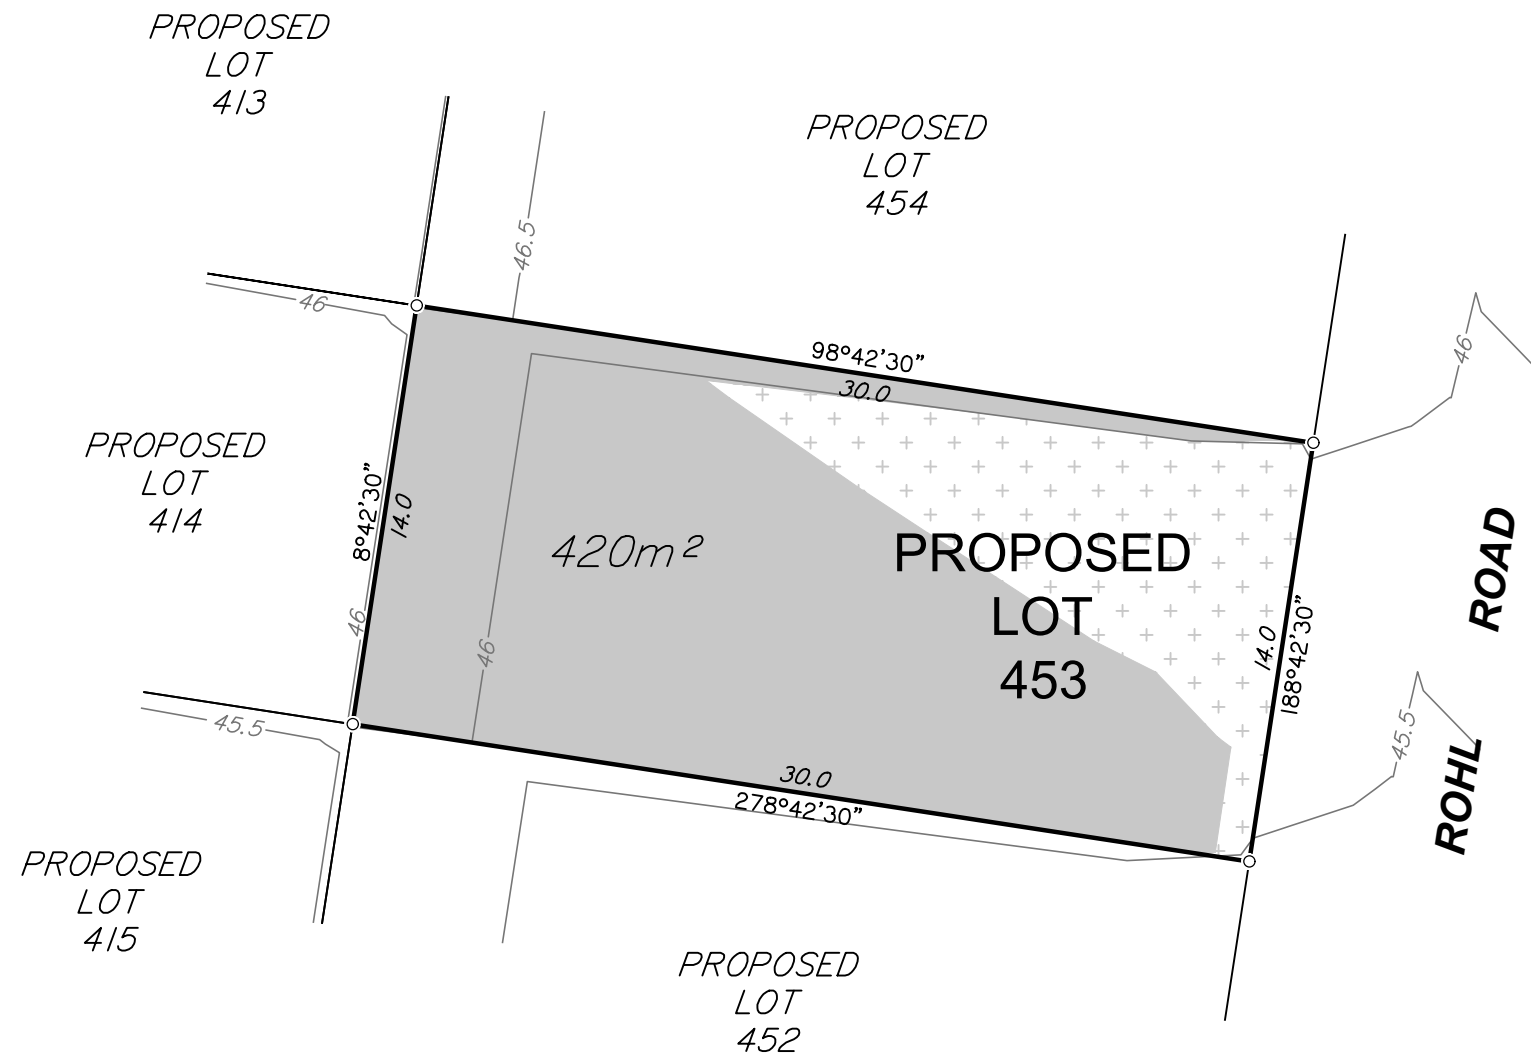 PROPOSED
LOT
413
PROPOSED
LOT
454
46.5
46
46
98°42'30"
30.0
PROPOSED
LOT
414
8°42'30"
14.0
46
420m²
46
PROPOSED
LOT
453
14.0
188°42'30"
ROHL ROAD
45.5
45.5
30.0
278°42'30"
PROPOSED
LOT
415
PROPOSED
LOT
452